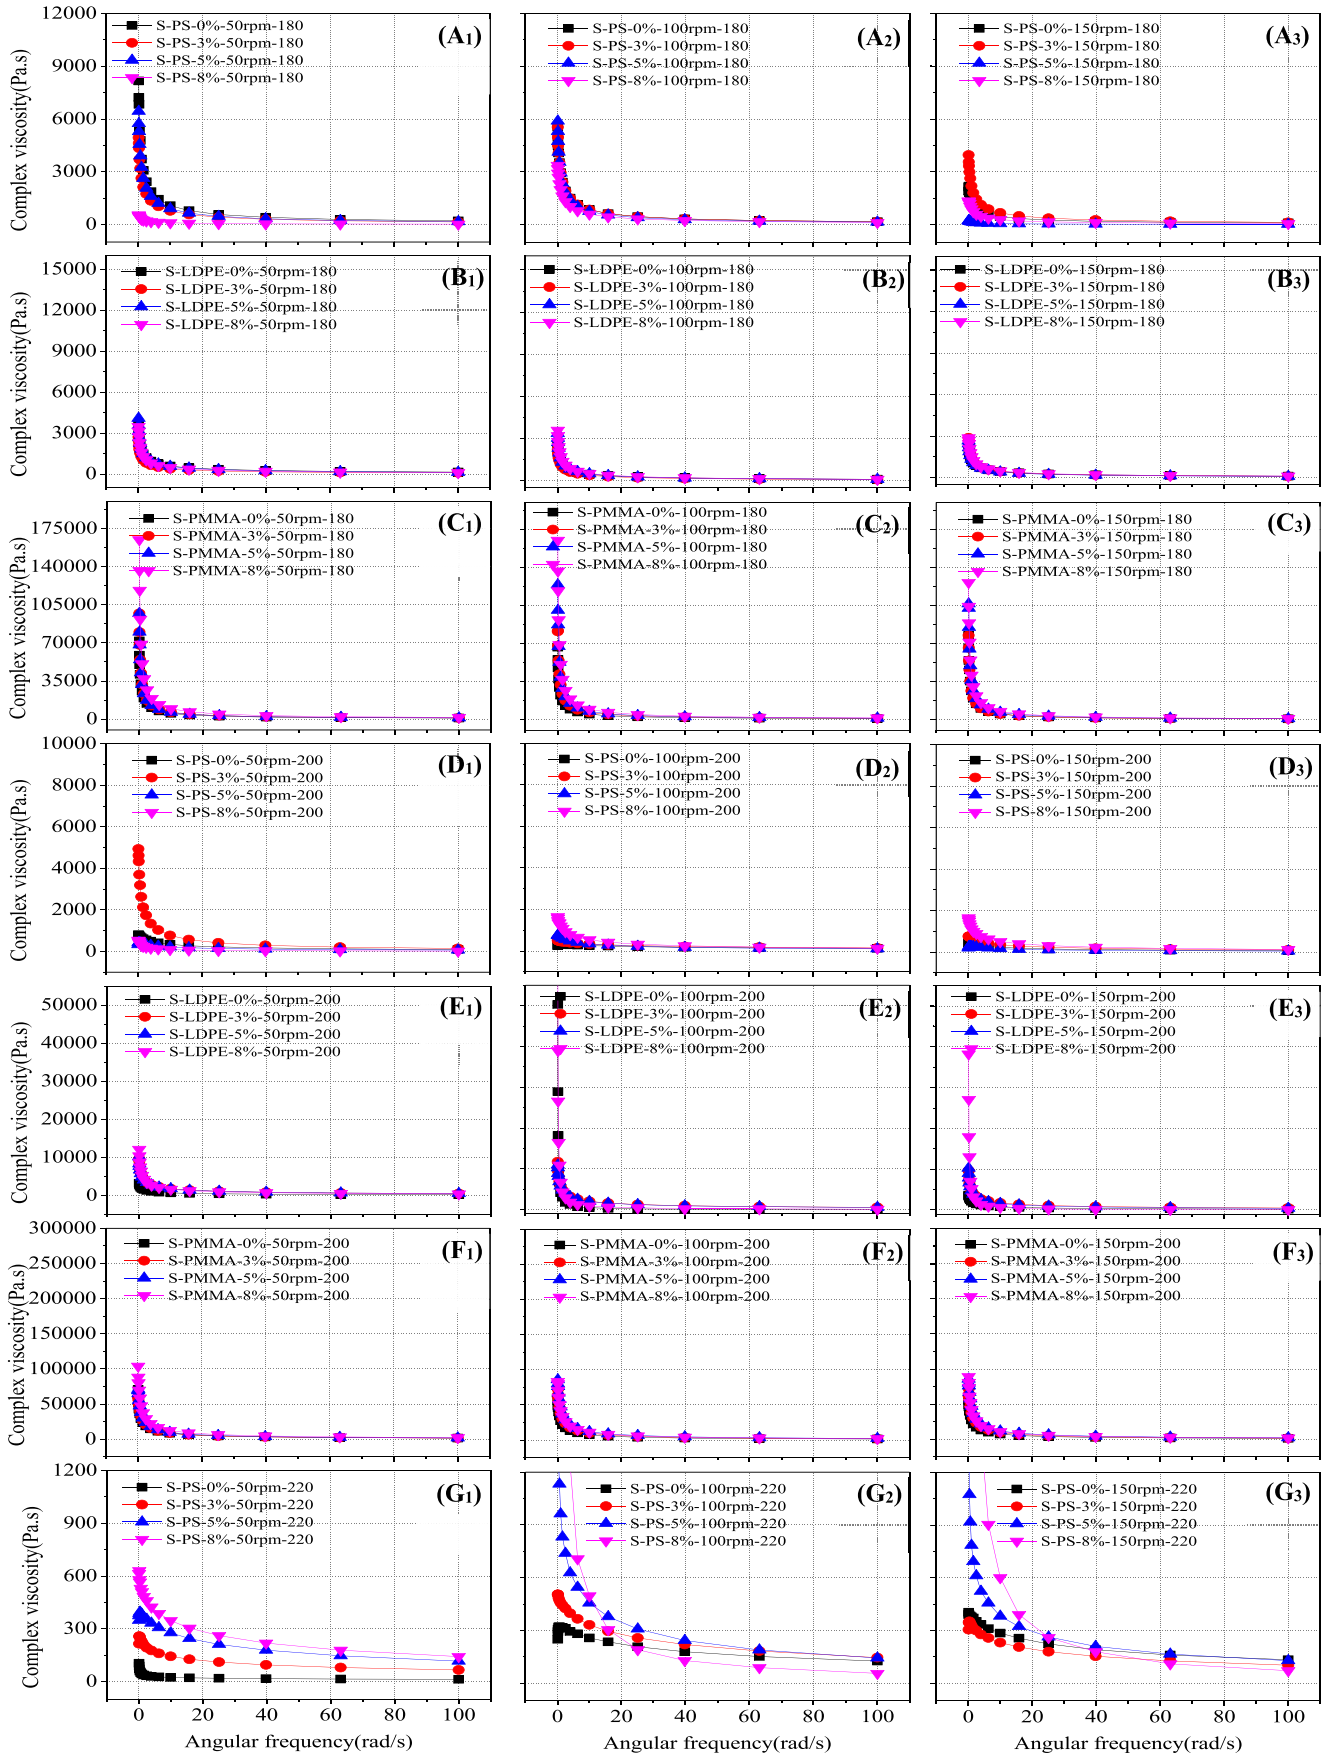 12000
9000
6000
3000
0
Complex viscosity(Pa.s)
S-PS-0%-50rpm-180
S-PS-3%-50rpm-180
S-PS-5%-50rpm-180
S-PS-8%-50rpm-180
(A1)
S-PS-0%-100rpm-180
S-PS-3%-100rpm-180
S-PS-5%-100rpm-180
S-PS-8%-100rpm-180
(A2)
S-PS-0%-150rpm-180
S-PS-3%-150rpm-180
S-PS-5%-150rpm-180
S-PS-8%-150rpm-180
(A3)
15000
12000
9000
6000
3000
0
Complex viscosity(Pa.s)
S-LDPE-0%-50rpm-180
S-LDPE-3%-50rpm-180
S-LDPE-5%-50rpm-180
S-LDPE-8%-50rpm-180
(B1)
S-LDPE-0%-100rpm-180
S-LDPE-3%-100rpm-180
S-LDPE-5%-100rpm-180
S-LDPE-8%-100rpm-180
(B2)
S-LDPE-0%-150rpm-180
S-LDPE-3%-150rpm-180
S-LDPE-5%-150rpm-180
S-LDPE-8%-150rpm-180
(B3)
175000
140000
105000
70000
35000
0
Complex viscosity(Pa.s)
S-PMMA-0%-50rpm-180
S-PMMA-3%-50rpm-180
S-PMMA-5%-50rpm-180
S-PMMA-8%-50rpm-180
(C1)
S-PMMA-0%-100rpm-180
S-PMMA-3%-100rpm-180
S-PMMA-5%-100rpm-180
S-PMMA-8%-100rpm-180
(C2)
S-PMMA-0%-150rpm-180
S-PMMA-3%-150rpm-180
S-PMMA-5%-150rpm-180
S-PMMA-8%-150rpm-180
(C3)
10000
8000
6000
4000
2000
0
Complex viscosity(Pa.s)
S-PS-0%-50rpm-200
S-PS-3%-50rpm-200
S-PS-5%-50rpm-200
S-PS-8%-50rpm-200
(D1)
S-PS-0%-100rpm-200
S-PS-3%-100rpm-200
S-PS-5%-100rpm-200
S-PS-8%-100rpm-200
(D2)
S-PS-0%-150rpm-200
S-PS-3%-150rpm-200
S-PS-5%-150rpm-200
S-PS-8%-150rpm-200
(D3)
50000
40000
30000
20000
10000
0
Complex viscosity(Pa.s)
S-LDPE-0%-50rpm-200
S-LDPE-3%-50rpm-200
S-LDPE-5%-50rpm-200
S-LDPE-8%-50rpm-200
(E1)
S-LDPE-0%-100rpm-200
S-LDPE-3%-100rpm-200
S-LDPE-5%-100rpm-200
S-LDPE-8%-100rpm-200
(E2)
S-LDPE-0%-150rpm-200
S-LDPE-3%-150rpm-200
S-LDPE-5%-150rpm-200
S-LDPE-8%-150rpm-200
(E3)
300000
250000
200000
150000
100000
50000
0
Complex viscosity(Pa.s)
S-PMMA-0%-50rpm-200
S-PMMA-3%-50rpm-200
S-PMMA-5%-50rpm-200
S-PMMA-8%-50rpm-200
(F1)
S-PMMA-0%-100rpm-200
S-PMMA-3%-100rpm-200
S-PMMA-5%-100rpm-200
S-PMMA-8%-100rpm-200
(F2)
S-PMMA-0%-150rpm-200
S-PMMA-3%-150rpm-200
S-PMMA-5%-150rpm-200
S-PMMA-8%-150rpm-200
(F3)
1200
900
600
300
0
Complex viscosity(Pa.s)
S-PS-0%-50rpm-220
S-PS-3%-50rpm-220
S-PS-5%-50rpm-220
S-PS-8%-50rpm-220
(G1)
S-PS-0%-100rpm-220
S-PS-3%-100rpm-220
S-PS-5%-100rpm-220
S-PS-8%-100rpm-220
(G2)
S-PS-0%-150rpm-220
S-PS-3%-150rpm-220
S-PS-5%-150rpm-220
S-PS-8%-150rpm-220
(G3)
0 20 40 60 80 100
0 20 40 60 80 100
0 20 40 60 80 100
Angular frequency(rad/s)
Angular frequency(rad/s)
Angular frequency(rad/s)